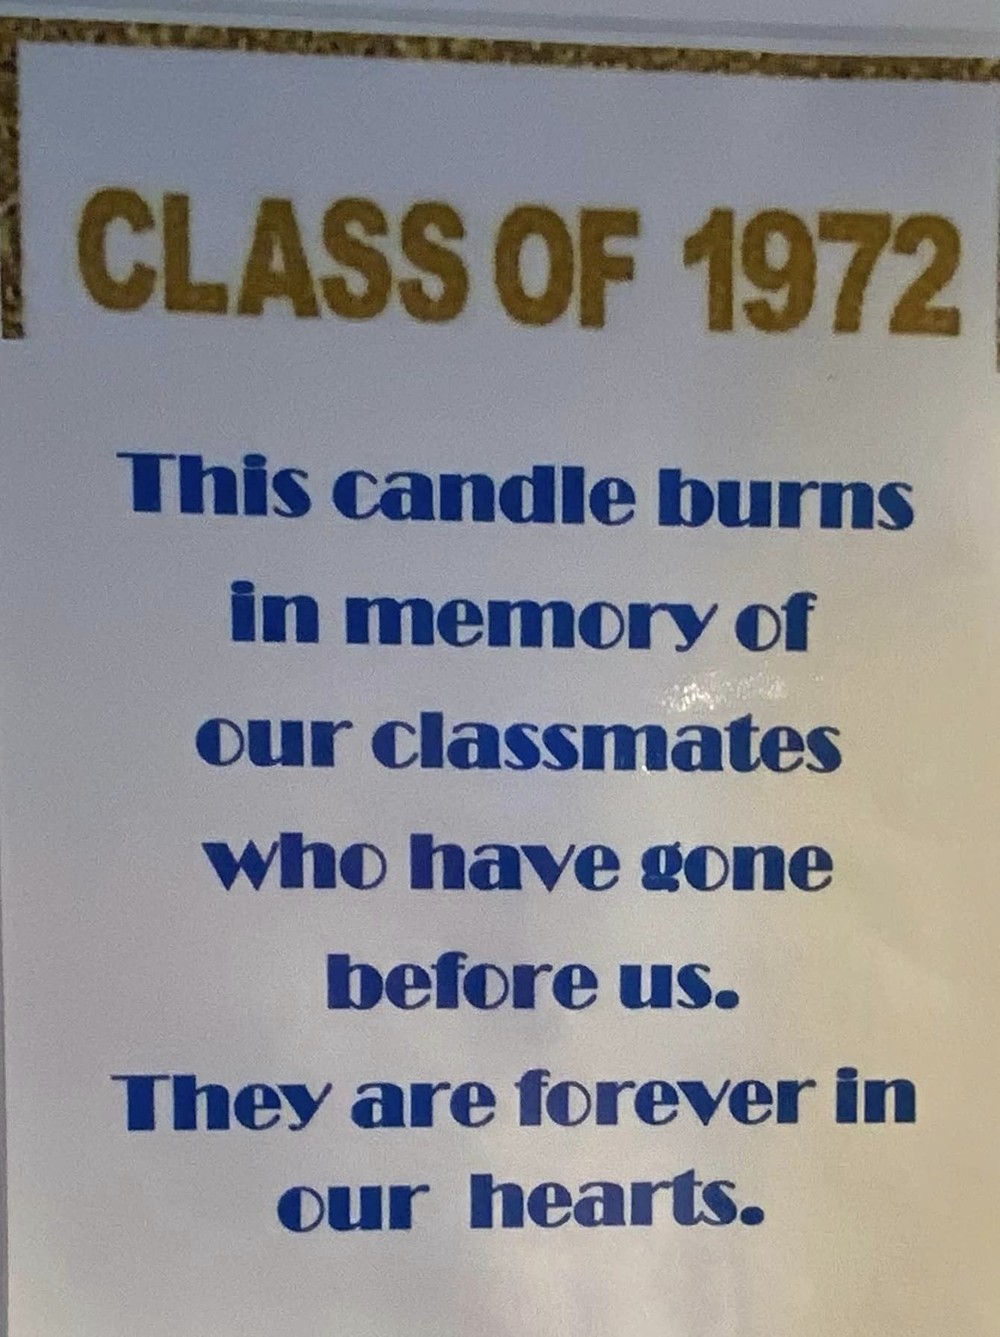 CLASS OF 1972
This candle burns
in memory of
our classmates
who have gone
before us.
They are forever in
our hearts.